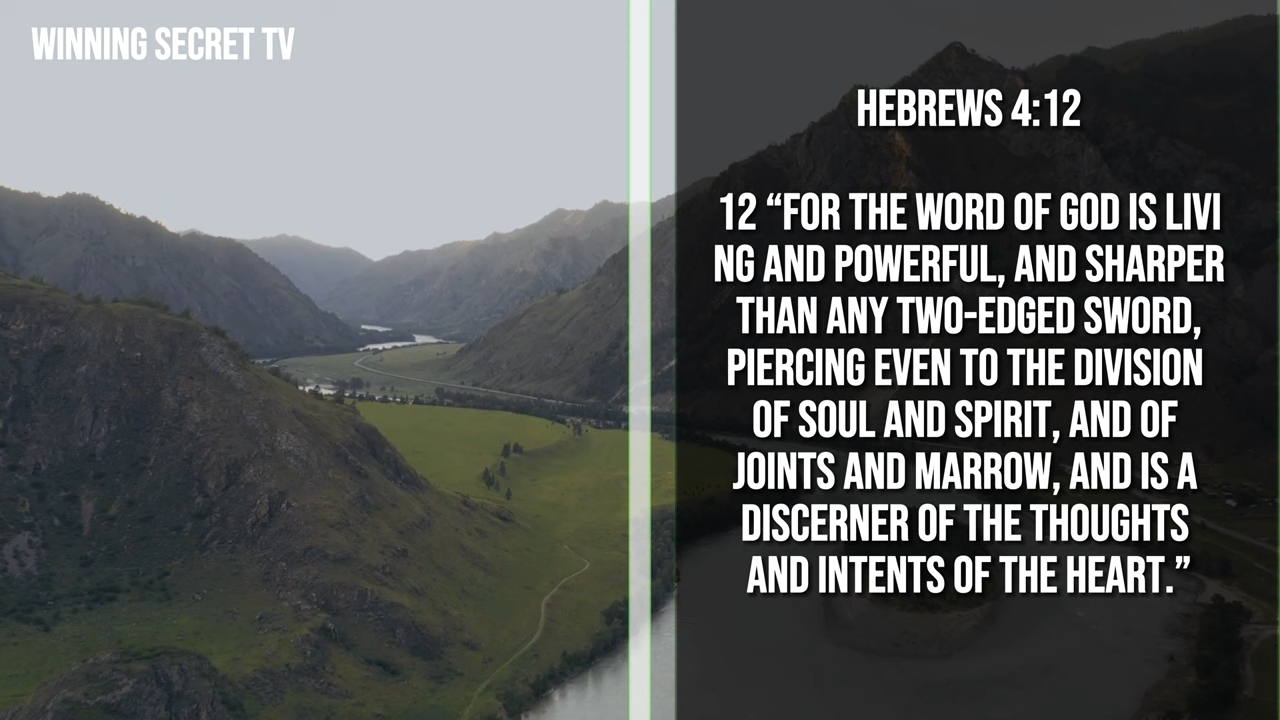 WINNING SECRET TV
HEBREWS 4:12
12 “FOR THE WORD OF GOD IS LIVI
NG AND POWERFUL, AND SHARPER
THAN ANY TWO-EDGED SWORD,
PIERCING EVEN TO THE DIVISION
OF SOUL AND SPIRIT, AND OF
JOINTS AND MARROW, AND IS A
DISCERNER OF THE THOUGHTS
AND INTENTS OF THE HEART.”